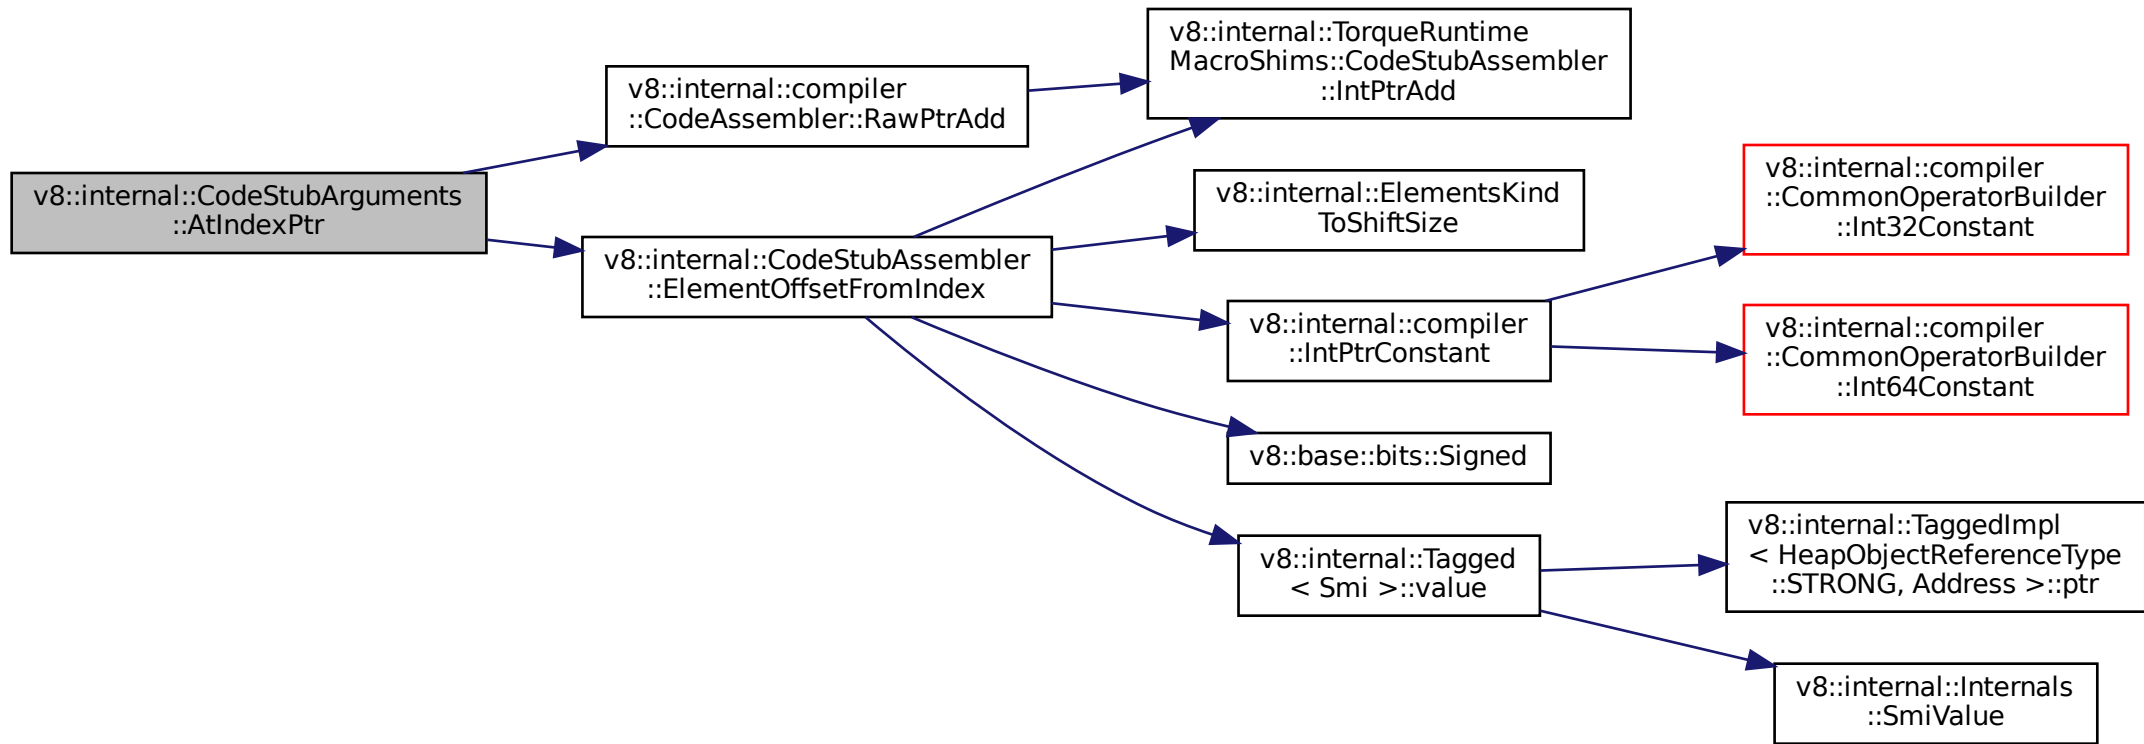 v8::internal::CodeStubArguments
::AtIndexPtr
v8::internal::compiler
::CodeAssembler::RawPtrAdd
v8::internal::CodeStubAssembler
::ElementOffsetFromIndex
v8::internal::TorqueRuntime
MacroShims::CodeStubAssembler
::IntPtrAdd
v8::internal::ElementsKind
ToShiftSize
v8::internal::compiler
::IntPtrConstant
v8::base::bits::Signed
v8::internal::Tagged
< Smi >::value
v8::internal::compiler
::CommonOperatorBuilder
::Int32Constant
v8::internal::compiler
::CommonOperatorBuilder
::Int64Constant
v8::internal::TaggedImpl
< HeapObjectReferenceType
::STRONG, Address >::ptr
v8::internal::Internals
::SmiValue